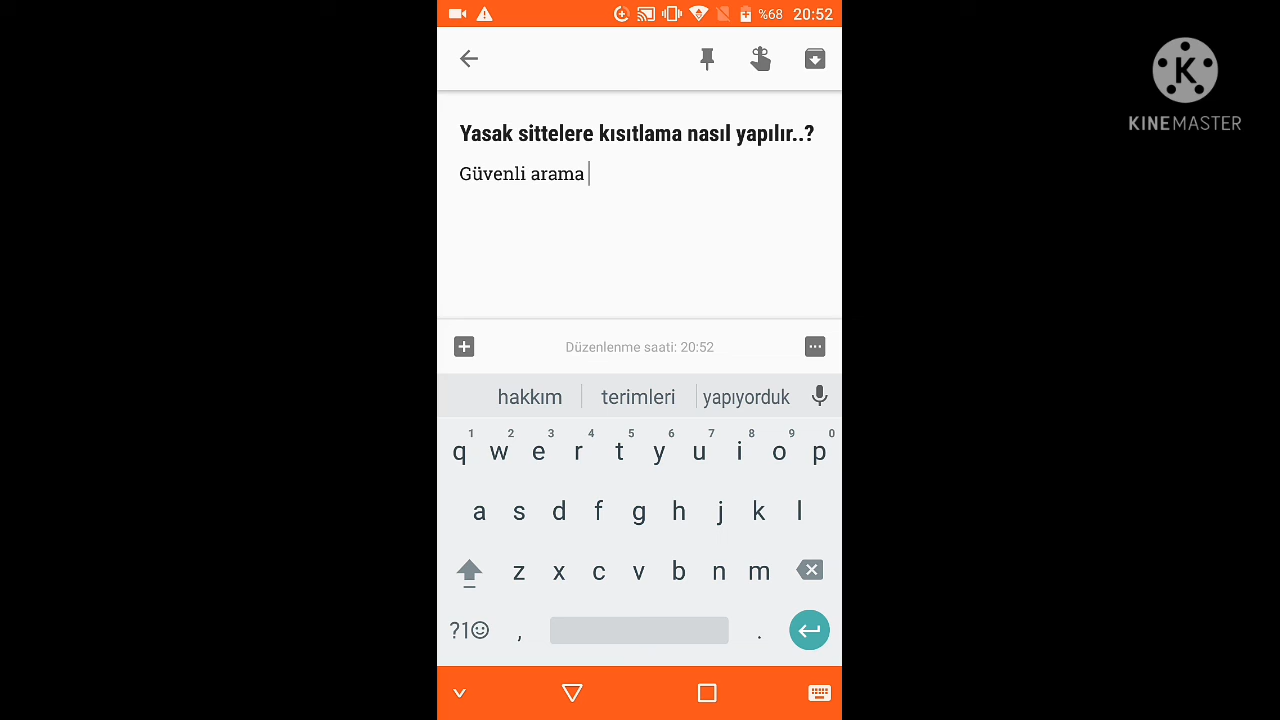 %68 20:52
K
KINEMASTER
Yasak sittelere kısıtlama nasıl yapılır..?
Güvenli arama
Düzenlenme saati: 20:52
hakkım terimleri yapıyorduk
1 2 3 4 5 6 7 8 9 0
q w e r t y u i o p
a s d f g h j k l
z x c v b n m
?1☺ , .